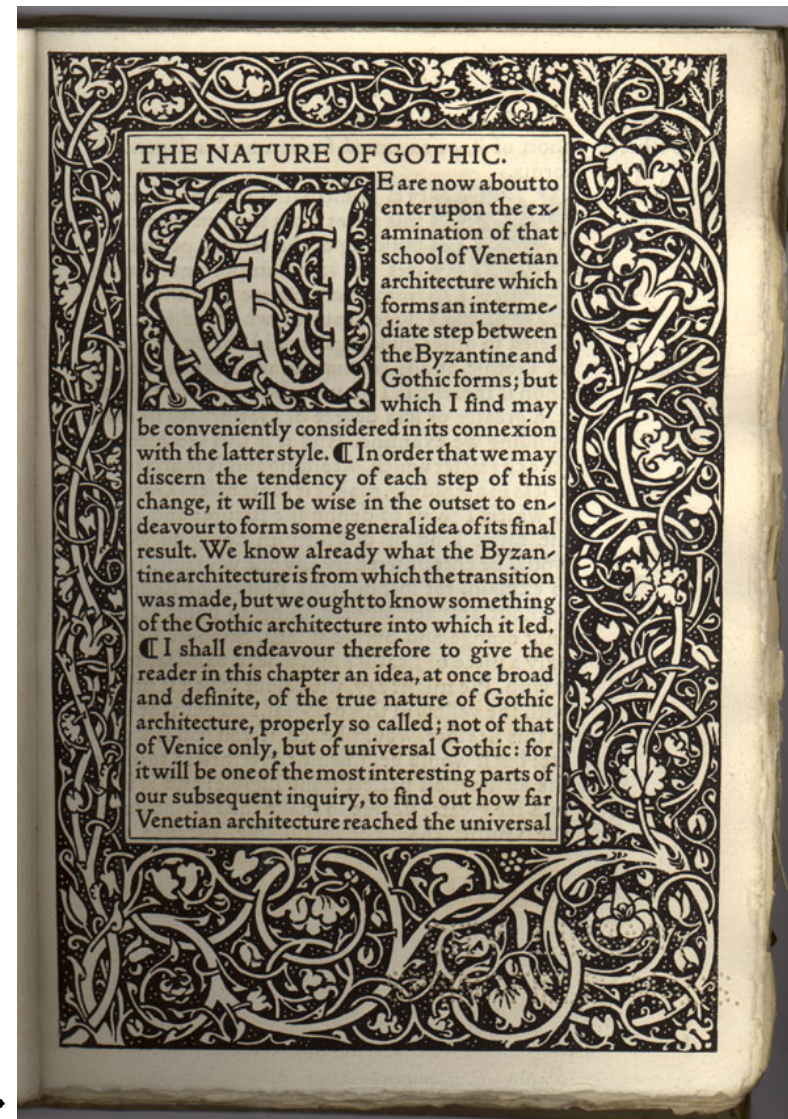 THE NATURE OF GOTHIC.
WE are now about to
enter upon the ex-
amination of that
school of Venetian
architecture which
forms an interme-
diate step between
the Byzantine and
Gothic forms; but
which I find may
be conveniently considered in its connexion
with the latter style. ¶ In order that we may
discern the tendency of each step of this
change, it will be wise in the outset to en-
deavour to form some general idea of its final
result. We know already what the Byzan-
tine architecture is from which the transition
was made, but we ought to know something
of the Gothic architecture into which it led.
¶ I shall endeavour therefore to give the
reader in this chapter an idea, at once broad
and definite, of the true nature of Gothic
architecture, properly so called; not of that
of Venice only, but of universal Gothic: for
it will be one of the most interesting parts of
our subsequent inquiry, to find out how far
Venetian architecture reached the universal